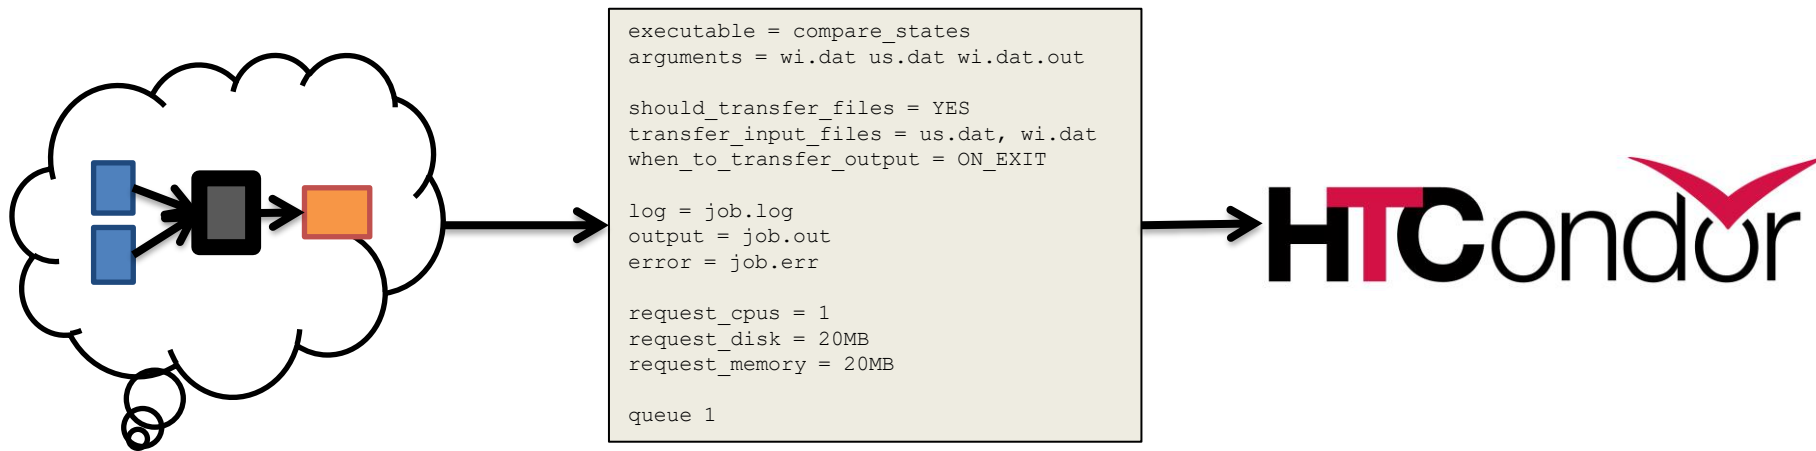 executable = compare_states
arguments = wi.dat us.dat wi.dat.out
should_transfer_files = YES
transfer_input_files = us.dat, wi.dat
when_to_transfer_output = ON_EXIT
log = job.log
output = job.out
error = job.err
request_cpus = 1
request_disk = 20MB
request_memory = 20MB
queue 1
HTCondor